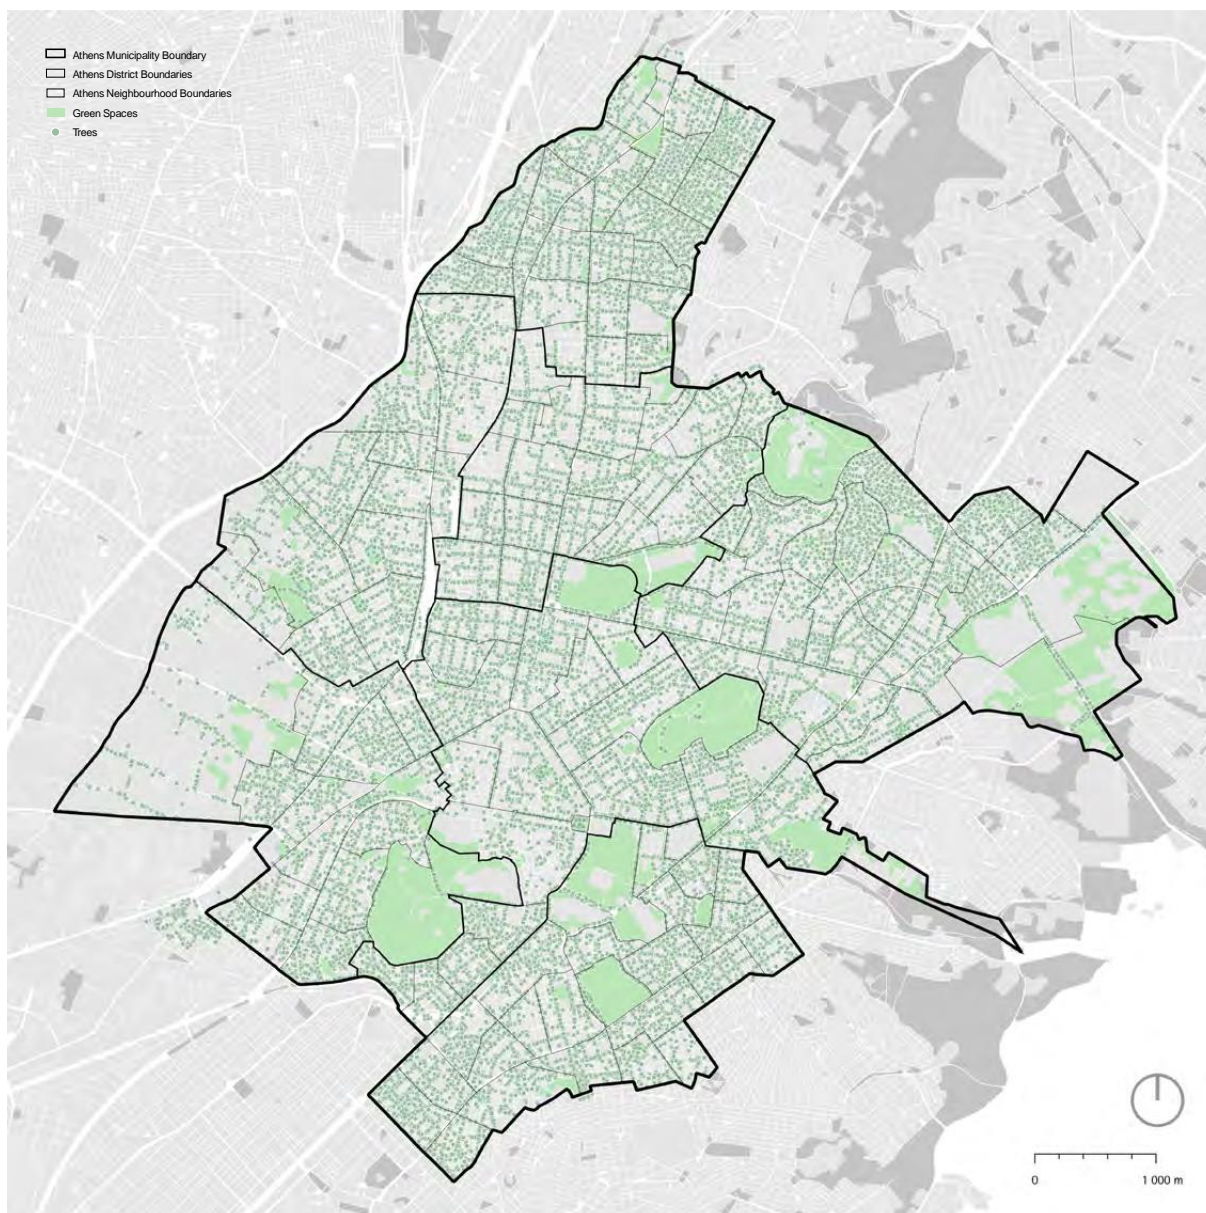 Athens Municipality Boundary
Athens District Boundaries
Athens Neighbourhood Boundaries
Green Spaces
Trees
0 1 000 m